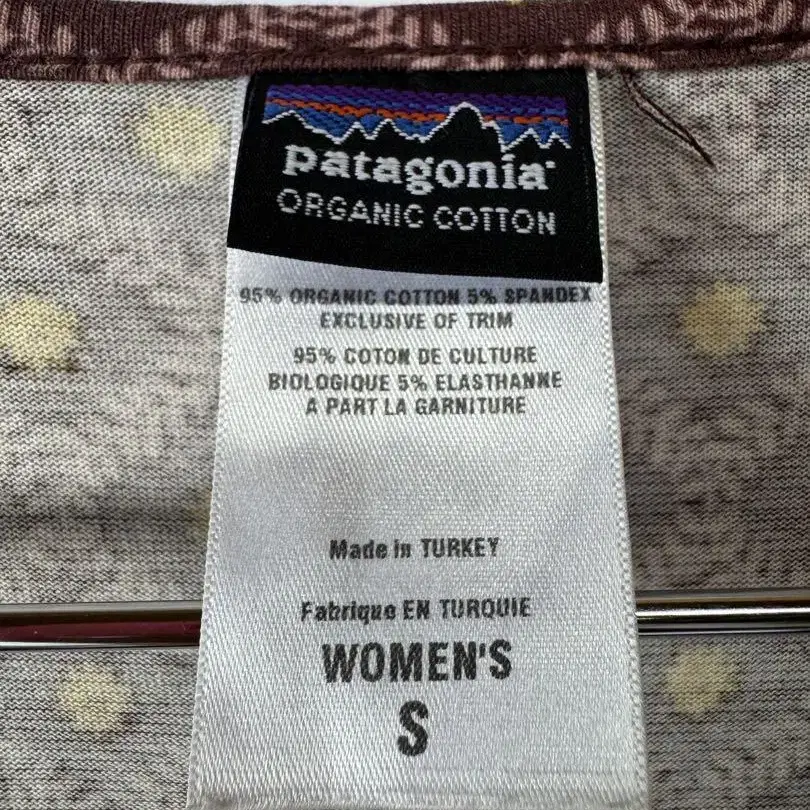 patagonia
ORGANIC COTTON
95% ORGANIC COTTON 5% SPANDEX
EXCLUSIVE OF TRIM
95% COTON DE CULTURE
BIOLOGIQUE 5% ELASTHANNE
A PART LA GARNITURE
Made in TURKEY
Fabrique EN TURQUIE
WOMEN'S
S